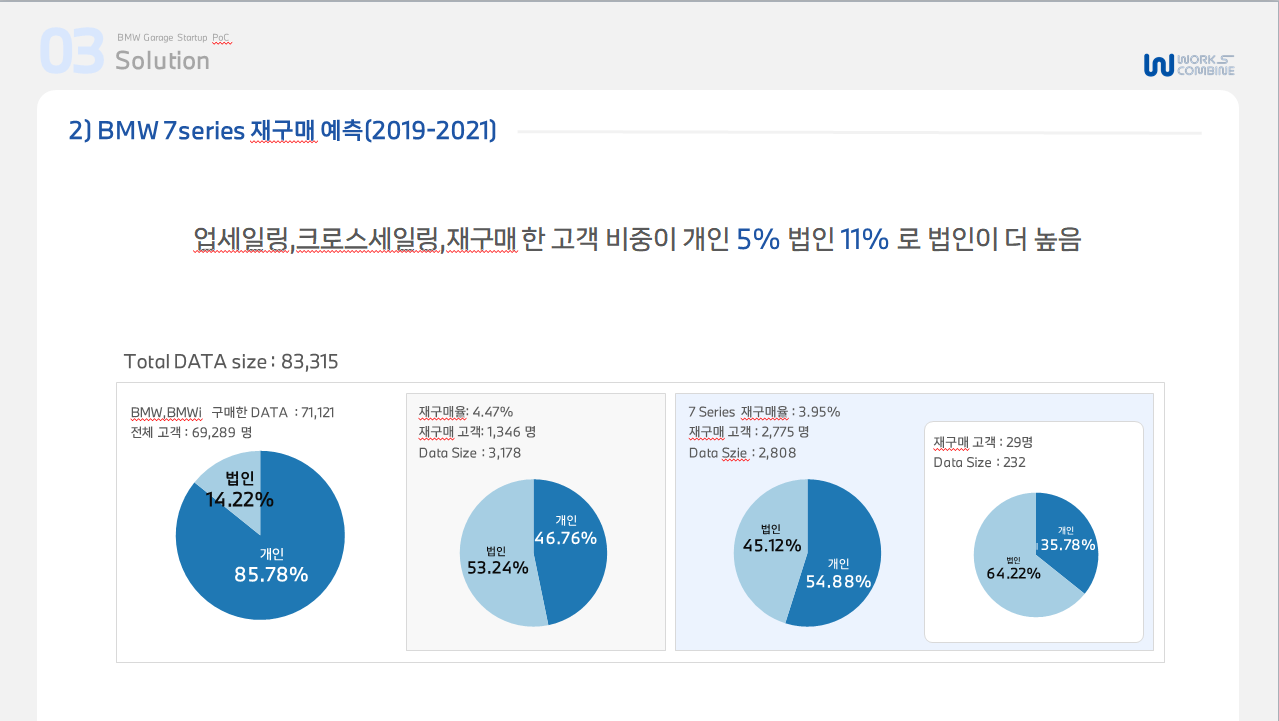 03
BMW Garage Startup PoC
Solution
WORKS
COMBINE
2) BMW 7series 재구매 예측(2019-2021)
업세일링,크로스세일링,재구매 한 고객 비중이 개인 5% 법인 11% 로 법인이 더 높음
Total DATA size : 83,315
BMW,BMWi 구매한 DATA : 71,121
전체 고객 : 69,289 명
법인
14.22%
개인
85.78%
재구매율: 4.47%
재구매 고객: 1,346 명
Data Size : 3,178
개인
46.76%
법인
53.24%
7 Series 재구매율 : 3.95%
재구매 고객 : 2,775 명
Data Szie : 2,808
법인
45.12%
개인
54.88%
재구매 고객 : 29명
Data Size : 232
개인
35.78%
법인
64.22%